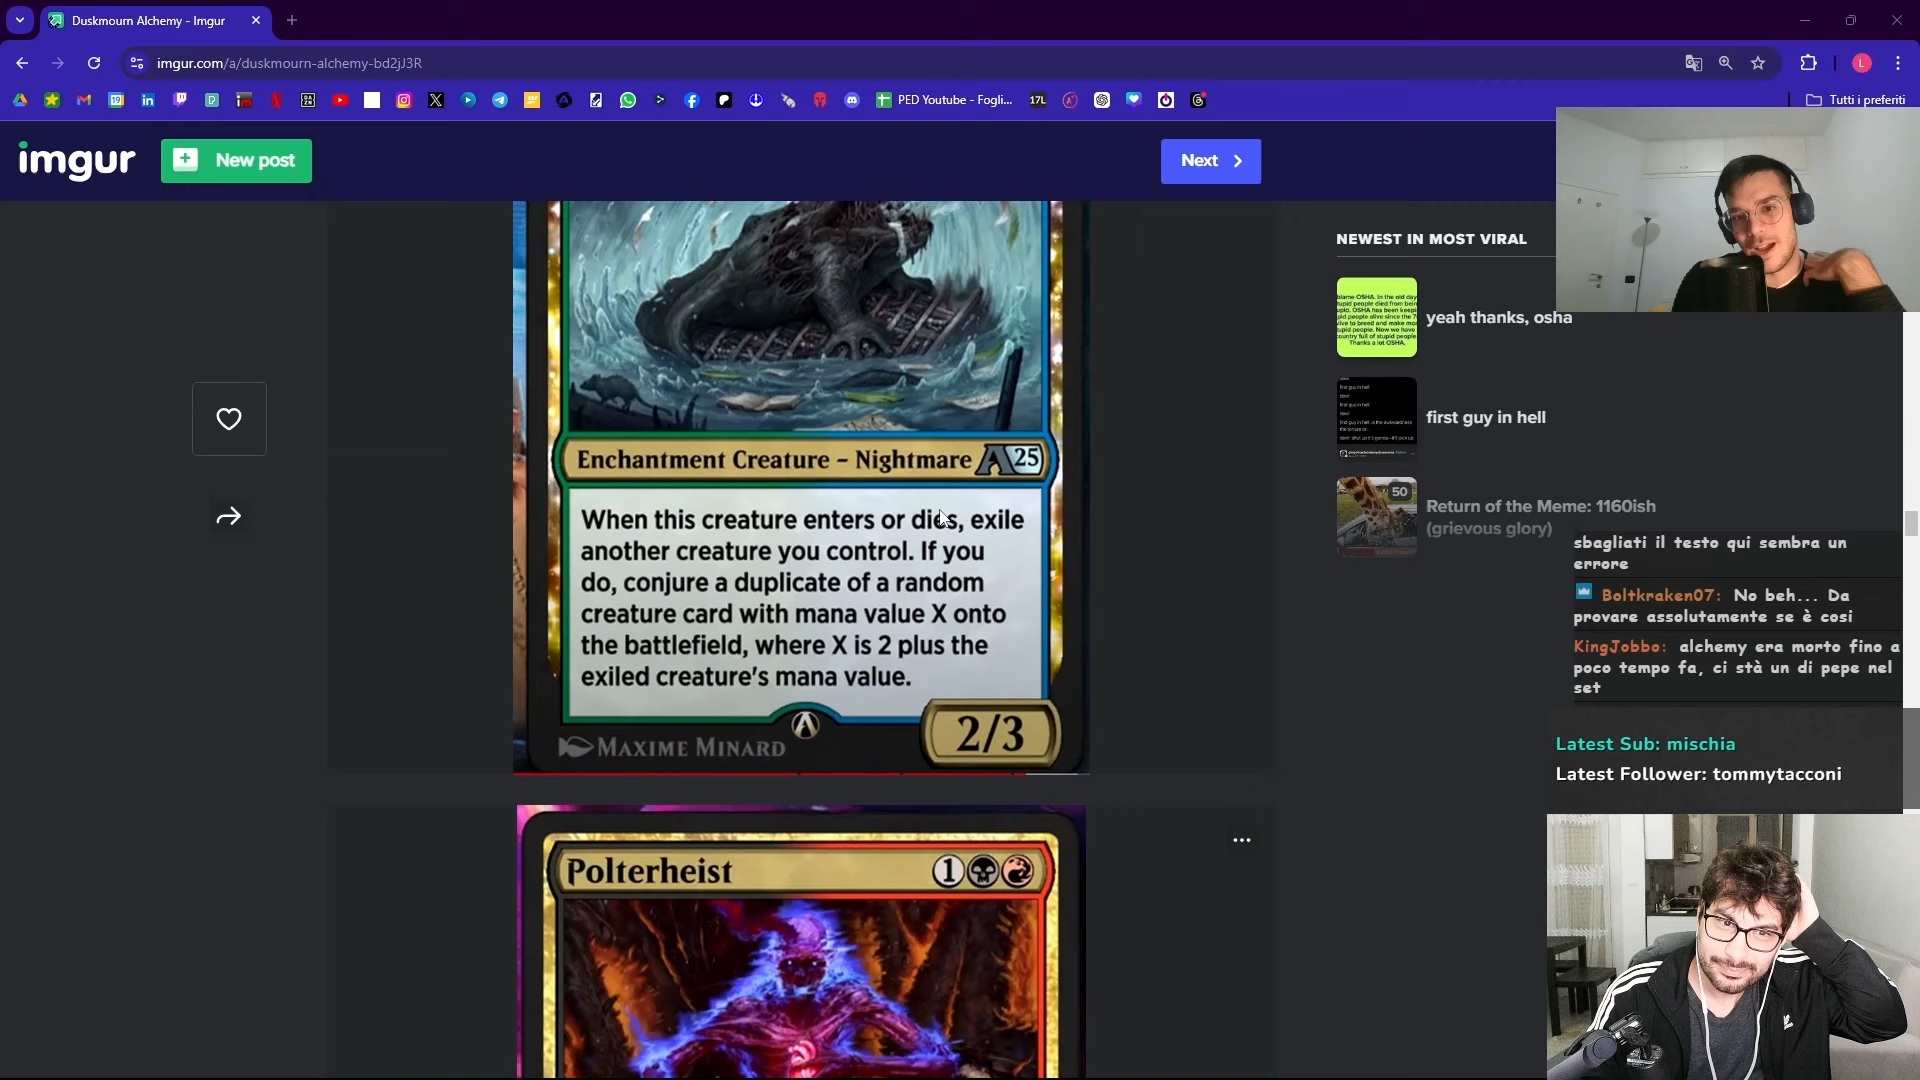 Duskmourn Alchemy - Imgur
imgur.com/a/duskmourn-alchemy-bd2jJ3R
PED Youtube - Fogli...
17L
Tutti i preferiti
imgur
New post
Next
NEWEST IN MOST VIRAL
yeah thanks, osha
first guy in hell
50
Return of the Meme: 1160ish
(grievous glory)
Enchantment Creature – Nightmare
A25
When this creature enters or dies, exile
another creature you control. If you
do, conjure a duplicate of a random
creature card with mana value X onto
the battlefield, where X is 2 plus the
exiled creature's mana value.
2/3
MAXIME MINARD
Polterheist
1
sbagliati il testo qui sembra un
errore
Boltkraken07: No beh... Da
provare assolutamente se è cosi
KingJobbo: alchemy era morto fino a
poco tempo fa, ci stà un di pepe nel
set
Latest Sub: mischia
Latest Follower: tommytacconi